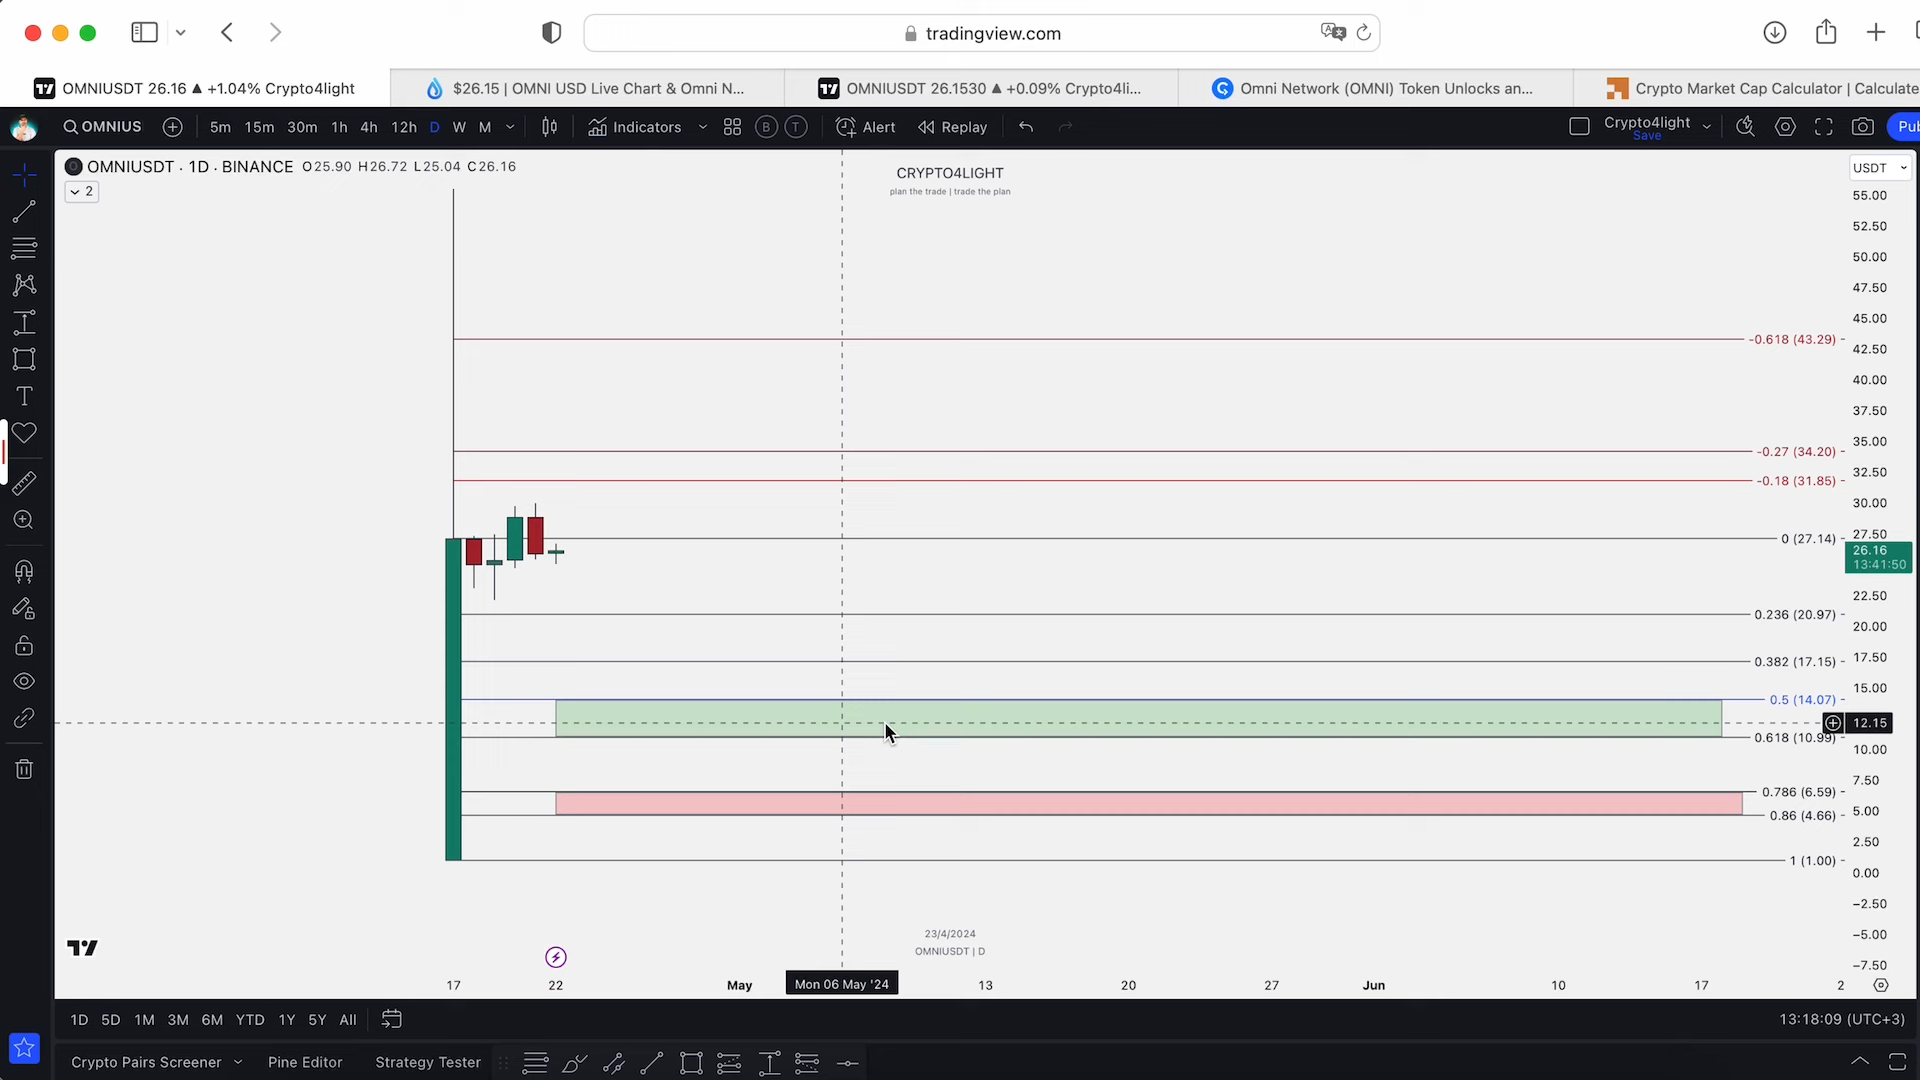 tradingview.com
OMNIUSDT 26.16 ▲ +1.04% Crypto4light
$26.15 | OMNI USD Live Chart & Omni N...
OMNIUSDT 26.1530 ▲ +0.09% Crypto4li...
Omni Network (OMNI) Token Unlocks an...
Crypto Market Cap Calculator | Calculate
OMNIUS 5m 15m 30m 1h 4h 12h D W M Indicators B T Alert Replay Crypto4light Pub
Save
OMNIUSDT · 1D · BINANCE O25.90 H26.72 L25.04 C26.16
2
CRYPTO4LIGHT
plan the trade | trade the plan
USDT
55.00
52.50
50.00
47.50
45.00
-0.618 (43.29)
42.50
40.00
37.50
35.00
-0.27 (34.20)
32.50
-0.18 (31.85)
30.00
27.50
0 (27.14)
26.16
13:41:50
22.50
0.236 (20.97)
20.00
0.382 (17.15)
17.50
15.00
0.5 (14.07)
12.15
0.618 (10.99)
10.00
7.50
0.786 (6.59)
5.00
0.86 (4.66)
2.50
1 (1.00)
0.00
−2.50
−5.00
−7.50
23/4/2024
OMNIUSDT | D
17 22 May Mon 06 May '24 13 20 27 Jun 10 17 2
1D 5D 1M 3M 6M YTD 1Y 5Y All 13:18:09 (UTC+3)
Crypto Pairs Screener Pine Editor Strategy Tester